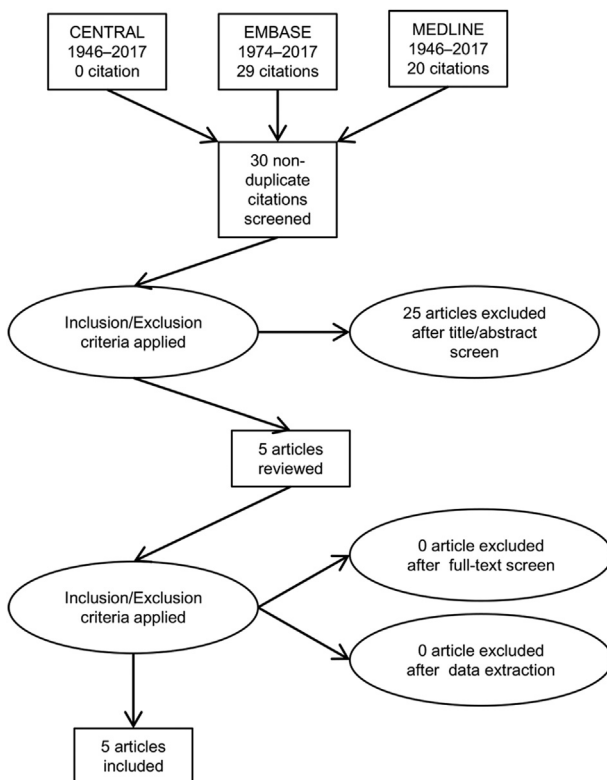 CENTRAL
1946–2017
0 citation
EMBASE
1974–2017
29 citations
MEDLINE
1946–2017
20 citations
30 non-
duplicate
citations
screened
Inclusion/Exclusion
criteria applied
25 articles excluded
after title/abstract
screen
5 articles
reviewed
Inclusion/Exclusion
criteria applied
0 article excluded
after full-text screen
0 article excluded
after data extraction
5 articles
included